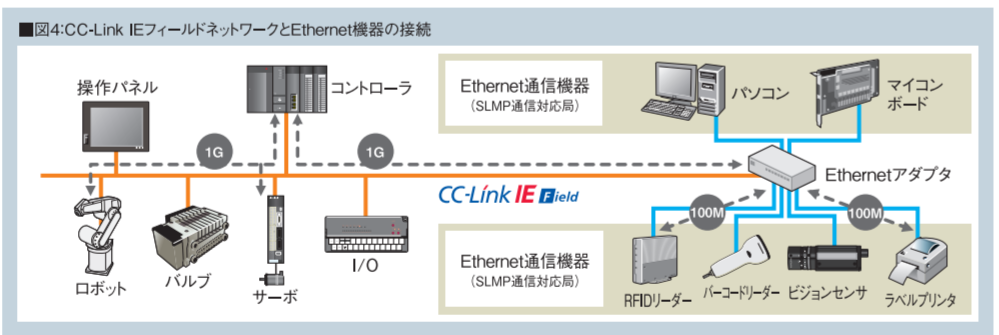 ■図4:CC-Link IEフィールドネットワークとEthernet機器の接続
操作パネル
コントローラ
Ethernet通信機器
(SLMP通信対応局)
パソコン
マイコン
ボード
1G
1G
Ethernetアダプタ
CC-Link IE Field
100M
100M
ロボット
バルブ
サーボ
I/O
Ethernet通信機器
(SLMP通信対応局)
RFIDリーダー
バーコードリーダー
ビジョンセンサ
ラベルプリンタ